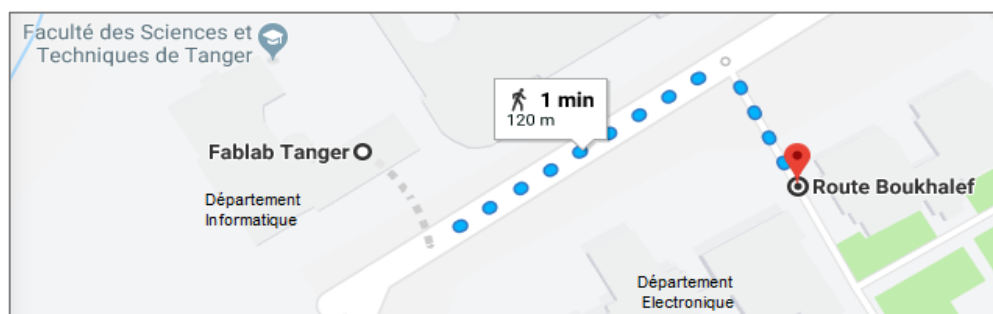 Faculté des Sciences et
Techniques de Tanger
1 min
120 m
Fablab Tanger
Route Boukhalef
Département
Informatique
Département
Electronique